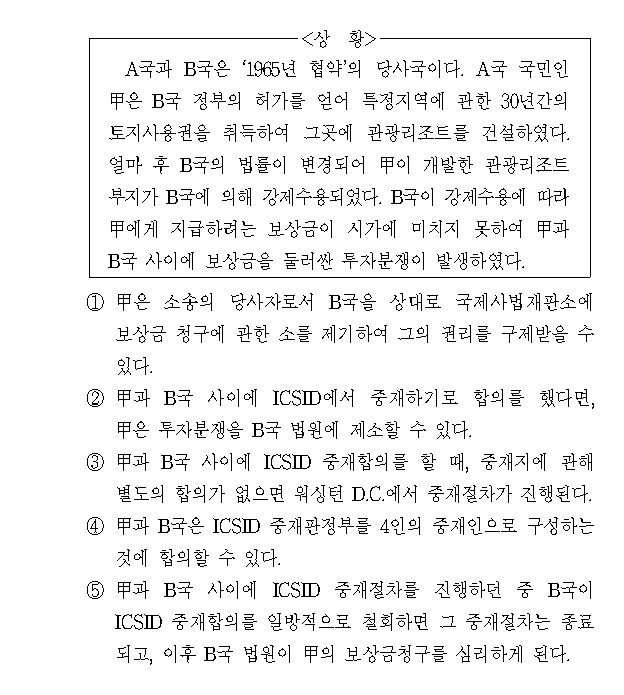 <상 황>
A국과 B국은 '1965년 협약'의 당사국이다. A국 국민인
甲은 B국 정부의 허가를 얻어 특정지역에 관한 30년간의
토지사용권을 취득하여 그곳에 관광리조트를 건설하였다.
얼마 후 B국의 법률이 변경되어 甲이 개발한 관광리조트
부지가 B국에 의해 강제수용되었다. B국이 강제수용에 따라
甲에게 지급하려는 보상금이 시가에 미치지 못하여 甲과
B국 사이에 보상금을 둘러싼 투자분쟁이 발생하였다.
① 甲은 소송의 당사자로서 B국을 상대로 국제사법재판소에
보상금 청구에 관한 소를 제기하여 그의 권리를 구제받을 수
있다.
② 甲과 B국 사이에 ICSID에서 중재하기로 합의를 했다면,
甲은 투자분쟁을 B국 법원에 제소할 수 있다.
③ 甲과 B국 사이에 ICSID 중재합의를 할 때, 중재지에 관해
별도의 합의가 없으면 워싱턴 D.C.에서 중재절차가 진행된다.
④ 甲과 B국은 ICSID 중재판정부를 4인의 중재인으로 구성하는
것에 합의할 수 있다.
⑤ 甲과 B국 사이에 ICSID 중재절차를 진행하던 중 B국이
ICSID 중재합의를 일방적으로 철회하면 그 중재절차는 종료
되고, 이후 B국 법원이 甲의 보상금청구를 심리하게 된다.